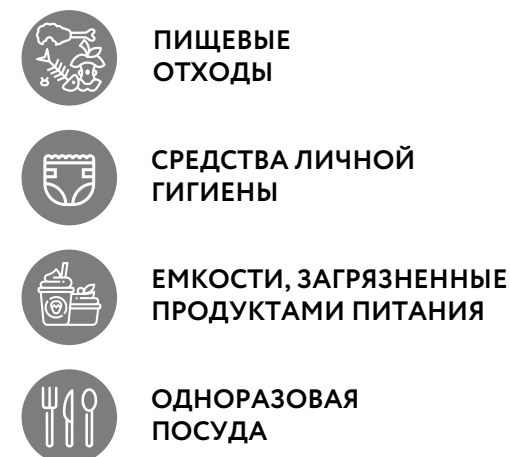 ПИЩЕВЫЕ
ОТХОДЫ
СРЕДСТВА ЛИЧНОЙ
ГИГИЕНЫ
ЕМКОСТИ, ЗАГРЯЗНЕННЫЕ
ПРОДУКТАМИ ПИТАНИЯ
ОДНОРАЗОВАЯ
ПОСУДА